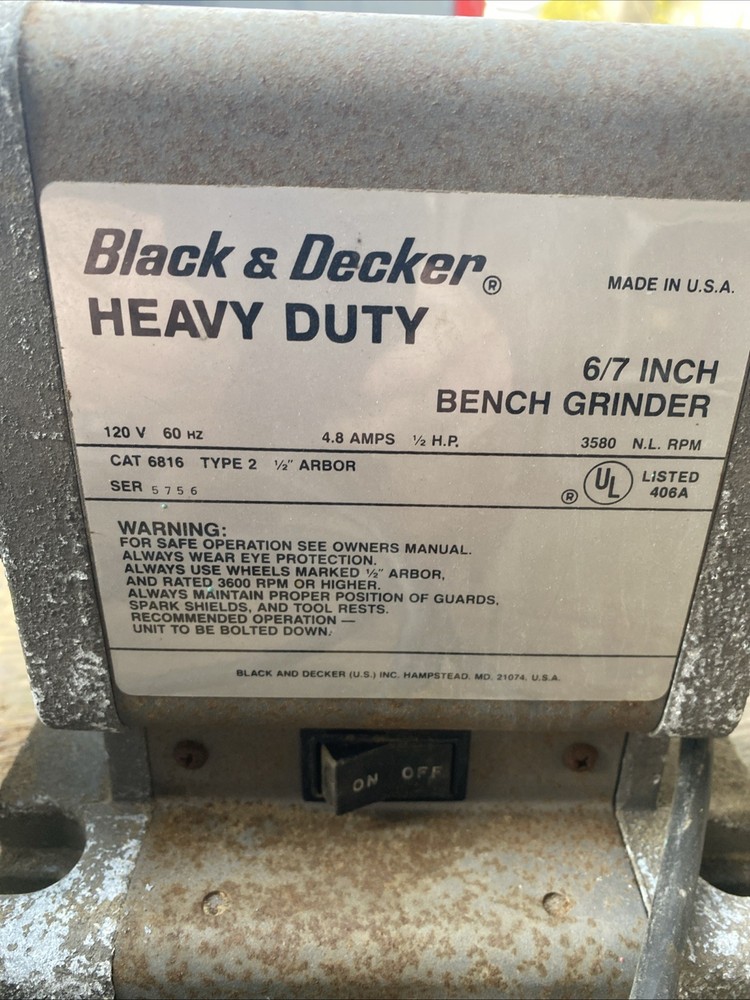 Black & Decker®
MADE IN U.S.A.
HEAVY DUTY
6/7 INCH
BENCH GRINDER
120 V 60 HZ 4.8 AMPS ½ H.P. 3580 N.L. RPM
CAT 6816 TYPE 2 ½" ARBOR
SER 5756
® UL LISTED
406A
WARNING:
FOR SAFE OPERATION SEE OWNERS MANUAL.
ALWAYS WEAR EYE PROTECTION.
ALWAYS USE WHEELS MARKED ½" ARBOR,
AND RATED 3600 RPM OR HIGHER.
ALWAYS MAINTAIN PROPER POSITION OF GUARDS,
SPARK SHIELDS, AND TOOL RESTS.
RECOMMENDED OPERATION —
UNIT TO BE BOLTED DOWN.
BLACK AND DECKER (U.S.) INC. HAMPSTEAD. MD. 21074. U.S.A.
ON OFF